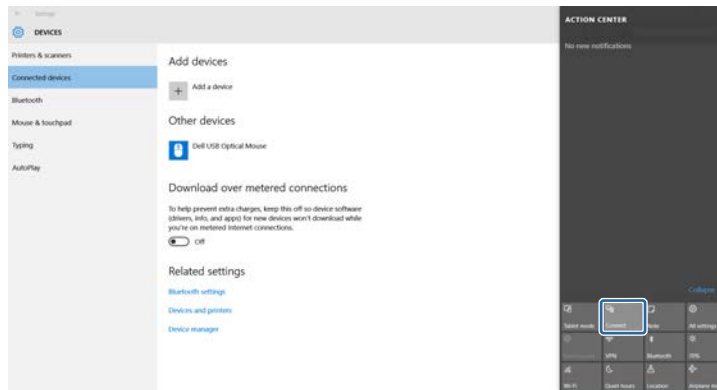 Settings
DEVICES
Printers & scanners
Connected devices
Bluetooth
Mouse & touchpad
Typing
AutoPlay
Add devices
Add a device
Other devices
Dell USB Optical Mouse
Download over metered connections
To help prevent extra charges, keep this off so device software
(drivers, info, and apps) for new devices won't download while
you're on metered Internet connections.
Off
Related settings
Bluetooth settings
Devices and printers
Device manager
ACTION CENTER
No new notifications
Collapse
Tablet mode
Connect
Note
All settings
VPN
Bluetooth
70%
Wi-Fi
Quiet hours
Location
Airplane m